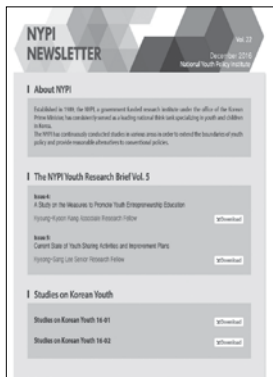 NYPI
NEWSLETTER
Vol. 22
December 2016
National Youth Policy Institute
About NYPI
Established in 1989, the NYPI, a government-funded research institute under the office of the Korean
Prime Minister, has consistently served as a leading national think tank specializing in youth and children
in Korea.
The NYPI has continuously conducted studies in various areas in order to extend the boundaries of youth
policy and provide reasonable alternatives to conventional policies.
The NYPI Youth Research Brief Vol. 5
Issue 4:
A Study on the Measures to Promote Youth Entrepreneurship Education
Kyeong-Kyoon Kang Associate Research Fellow
Download
Issue 5:
Current State of Youth Sharing Activities and Improvement Plans
Kyeong-Sang Lee Senior Research Fellow
Download
Studies on Korean Youth
Studies on Korean Youth 16-01
Download
Studies on Korean Youth 16-02
Download